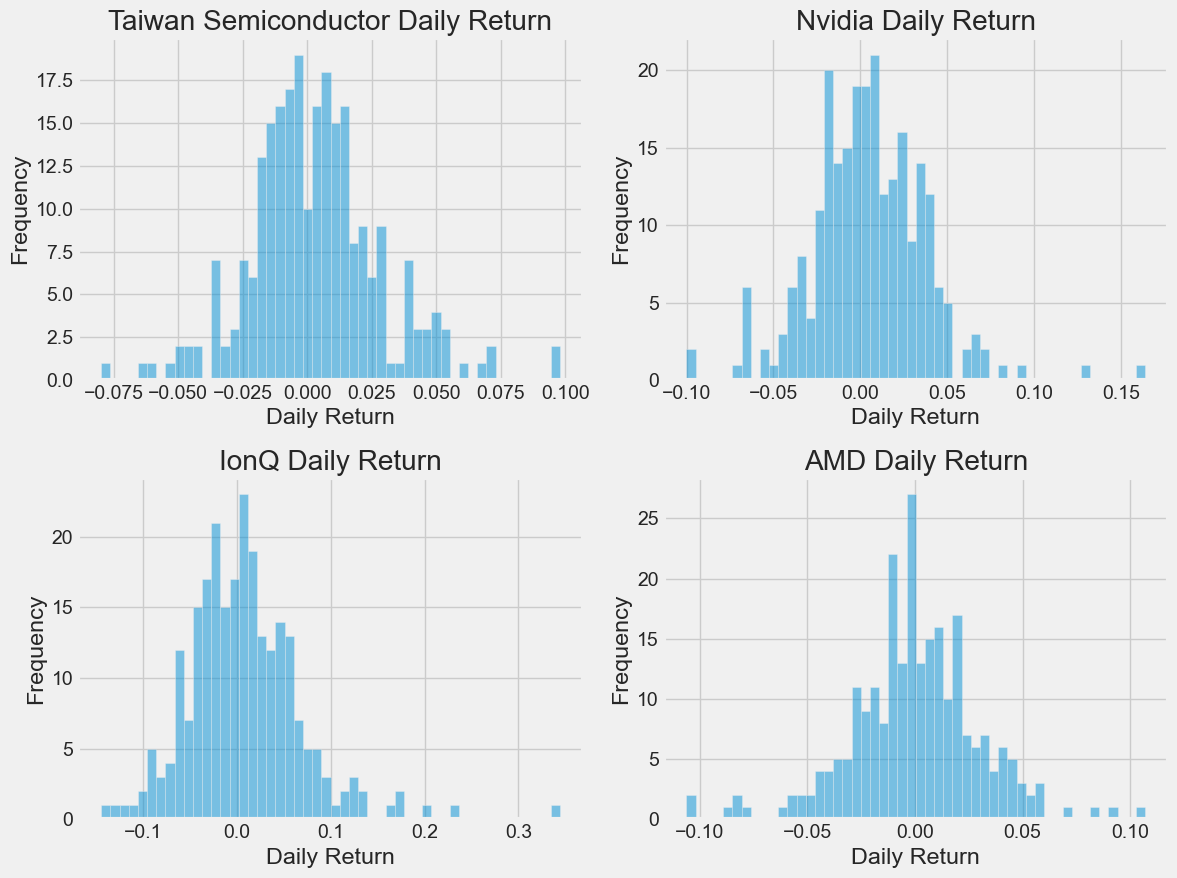 Taiwan Semiconductor Daily Return
17.5
15.0
12.5
10.0
7.5
5.0
2.5
0.0
Frequency
−0.075 −0.050 −0.025 0.000 0.025 0.050 0.075 0.100
Daily Return
Nvidia Daily Return
20
15
10
5
0
Frequency
−0.10 −0.05 0.00 0.05 0.10 0.15
Daily Return
IonQ Daily Return
20
15
10
5
0
Frequency
−0.1 0.0 0.1 0.2 0.3
Daily Return
AMD Daily Return
25
20
15
10
5
0
Frequency
−0.10 −0.05 0.00 0.05 0.10
Daily Return